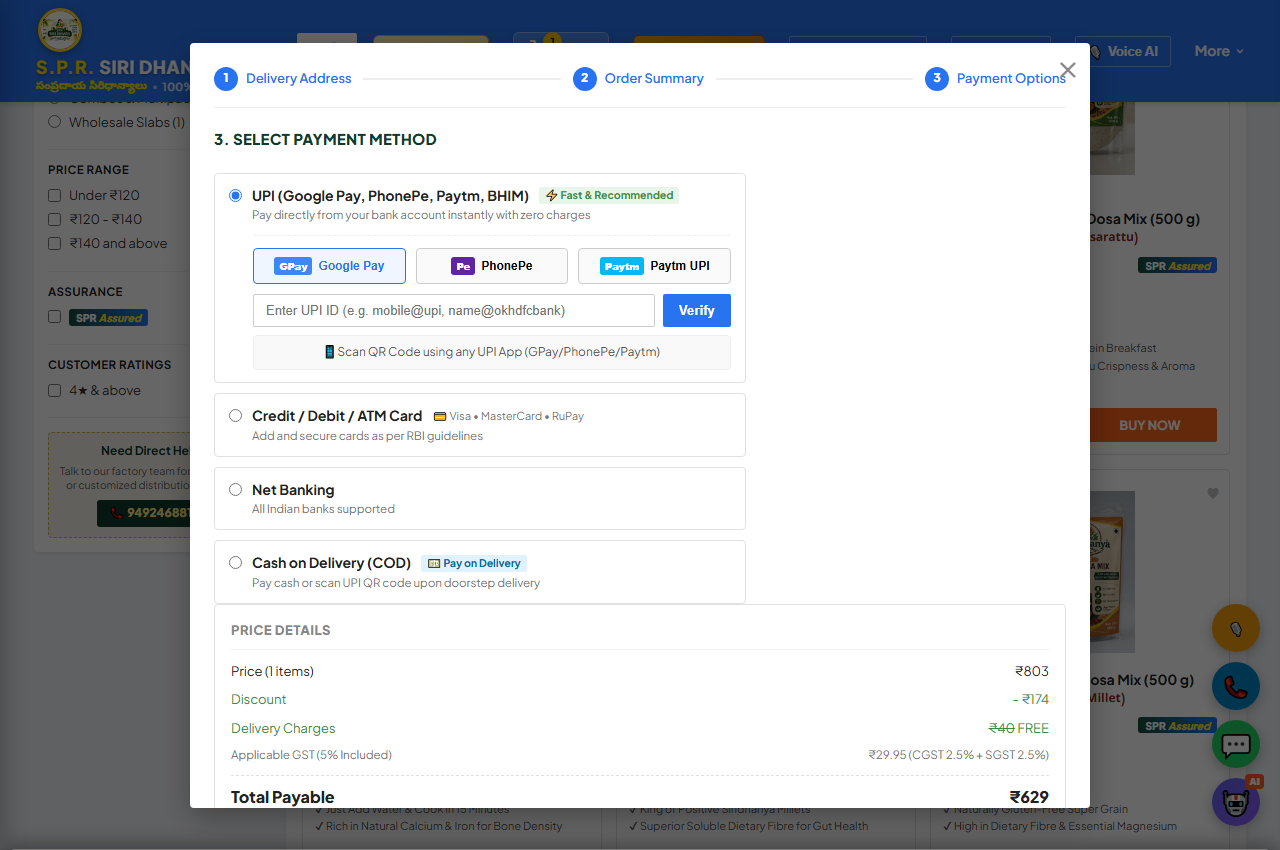 S.P.R. SIRI DHAN
సంప్రదాయ సిరిధాన్యాలు • 100%
1
Voice AI
More
1 Delivery Address
2 Order Summary
3 Payment Options
3. SELECT PAYMENT METHOD
UPI (Google Pay, PhonePe, Paytm, BHIM) ⚡ Fast & Recommended
Pay directly from your bank account instantly with zero charges
GPay Google Pay
Pe PhonePe
Paytm Paytm UPI
Enter UPI ID (e.g. mobile@upi, name@okhdfcbank)
Verify
Scan QR Code using any UPI App (GPay/PhonePe/Paytm)
Credit / Debit / ATM Card Visa • MasterCard • RuPay
Add and secure cards as per RBI guidelines
Net Banking
All Indian banks supported
Cash on Delivery (COD) Pay on Delivery
Pay cash or scan UPI QR code upon doorstep delivery
PRICE DETAILS
Price (1 items) ₹803
Discount - ₹174
Delivery Charges ₹40 FREE
Applicable GST (5% Included) ₹29.95 (CGST 2.5% + SGST 2.5%)
Total Payable ₹629
Wholesale Slabs (1)
PRICE RANGE
Under ₹120
₹120 - ₹140
₹140 and above
ASSURANCE
SPR Assured
CUSTOMER RATINGS
4★ & above
Need Direct He
Talk to our factory team for
or customized distributio
94924688
Dosa Mix (500 g)
sarattu)
SPR Assured
ein Breakfast
u Crispness & Aroma
BUY NOW
osa Mix (500 g)
Millet)
SPR Assured
AI
✓ Just Add Water & Cook in 15 Minutes
✓ King of Positive Siridhanya Millets
✓ Naturally Gluten-Free Super Grain
✓ Rich in Natural Calcium & Iron for Bone Density
✓ Superior Soluble Dietary Fibre for Gut Health
✓ High in Dietary Fibre & Essential Magnesium